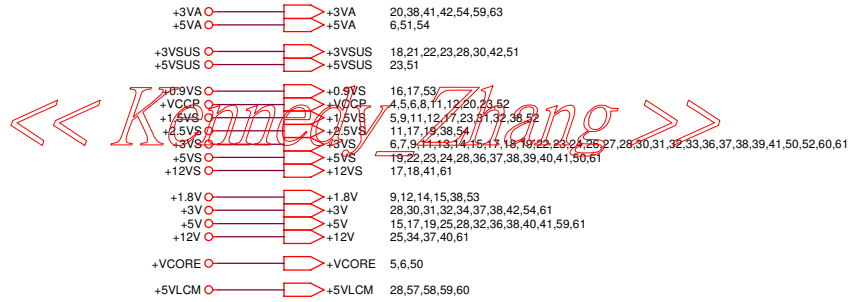 +3VA +3VA 20,38,41,42,54,59,63
+5VA +5VA 6,51,54
+3VSUS +3VSUS 18,21,22,23,28,30,42,51
+5VSUS +5VSUS 23,51
+0.9VS +0.9VS 16,17,53
+VCCP +VCCP 4,5,6,8,11,12,20,23,52
+1.5VS +1.5VS 5,9,11,12,17,23,31,32,38,52
<< Kennedy_Zhang >>
+2.5VS +2.5VS 11,17,19,38,54
+3VS +3VS 6,7,9,11,13,14,15,17,18,19,22,23,24,26,27,28,30,31,32,33,36,37,38,39,41,50,52,60,61
+5VS +5VS 19,22,23,24,28,36,37,38,39,40,41,50,61
+12VS +12VS 17,18,41,61
+1.8V +1.8V 9,12,14,15,38,53
+3V +3V 28,30,31,32,34,37,38,42,54,61
+5V +5V 15,17,19,25,28,32,36,38,40,41,59,61
+12V +12V 25,34,37,40,61
+VCORE +VCORE 5,6,50
+5VLCM +5VLCM 28,57,58,59,60